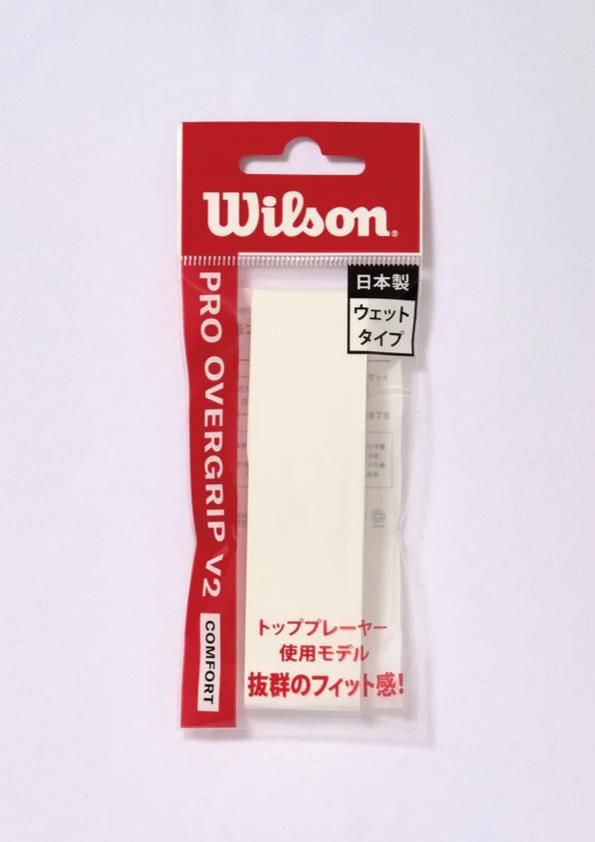 Wilson
PRO OVERGRIP V2
COMFORT
日本製
ウェット
タイプ
トッププレーヤー
使用モデル
抜群のフィット感!